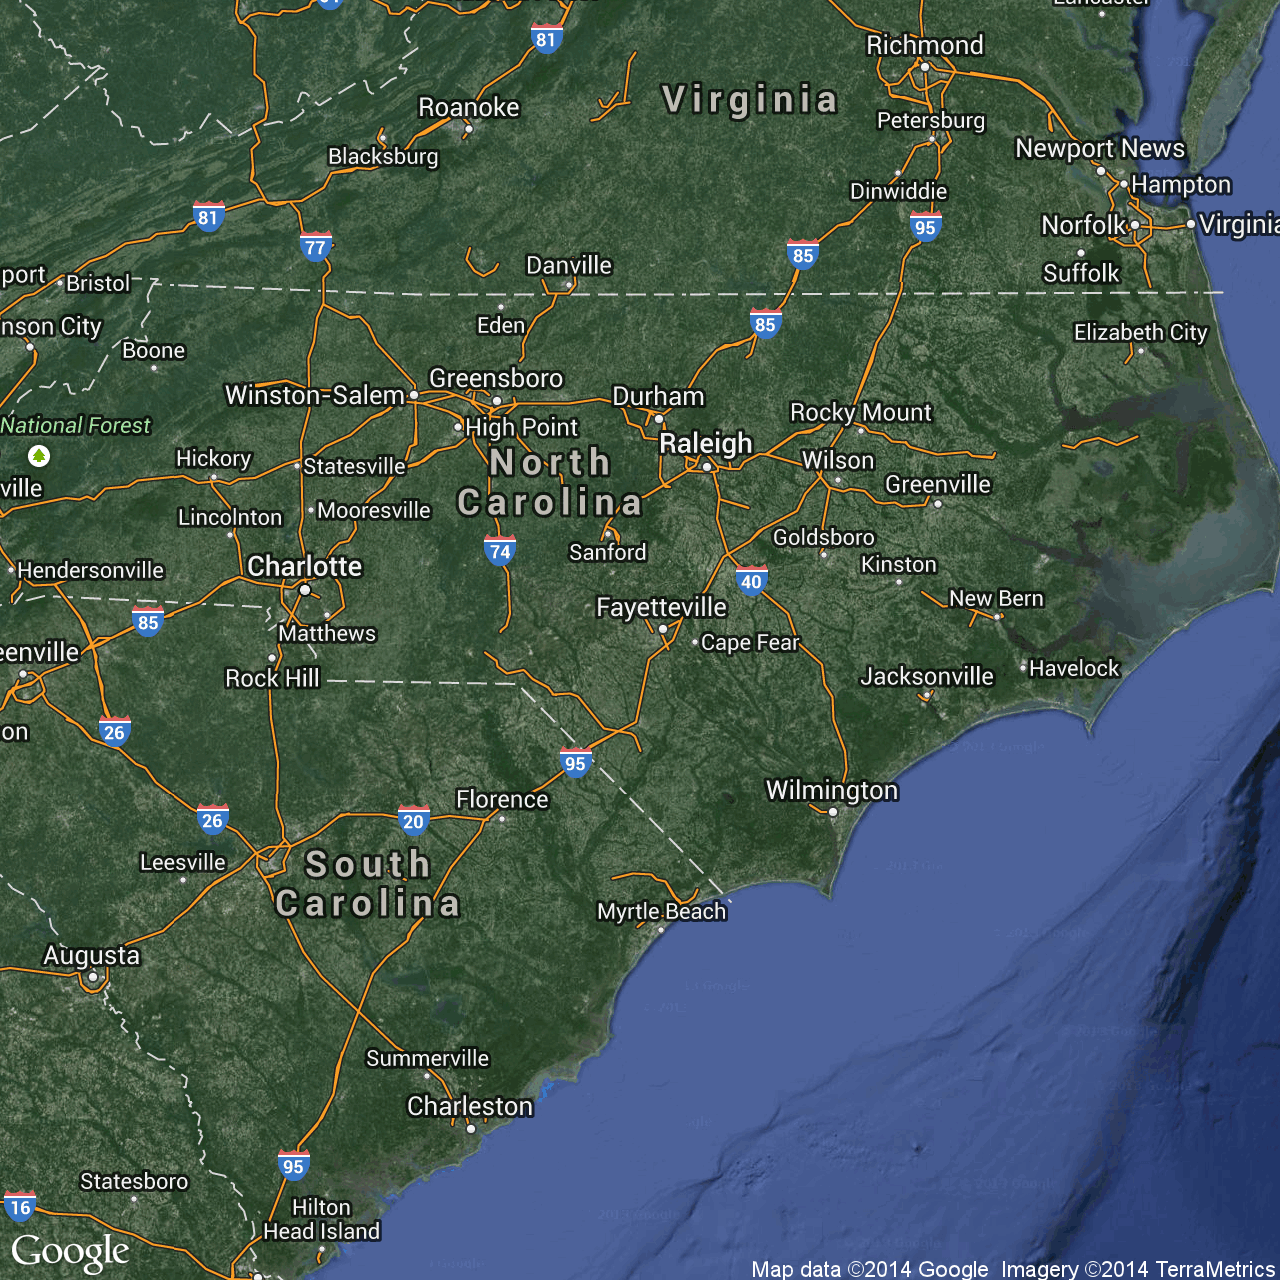 Lancaster
81
Richmond
Virginia
Roanoke
Petersburg
Blacksburg
Newport News
Hampton
Dinwiddie
81
77
85
95
Norfolk
Virginia
Suffolk
port
Bristol
Danville
Eden
85
nson City
Boone
Elizabeth City
Greensboro
Winston-Salem
Durham
Rocky Mount
National Forest
High Point
Raleigh
Hickory
Statesville
North
Carolina
Wilson
Greenville
ville
Lincolnton
Mooresville
Goldsboro
74
Sanford
Hendersonville
Charlotte
40
Kinston
New Bern
85
Matthews
Fayetteville
Cape Fear
eenville
Rock Hill
Jacksonville
Havelock
on
26
95
Wilmington
Florence
26
20
Leesville
South
Carolina
Myrtle Beach
Augusta
Summerville
Charleston
95
Statesboro
16
Hilton
Head Island
Google
Map data ©2014 Google Imagery ©2014 TerraMetrics